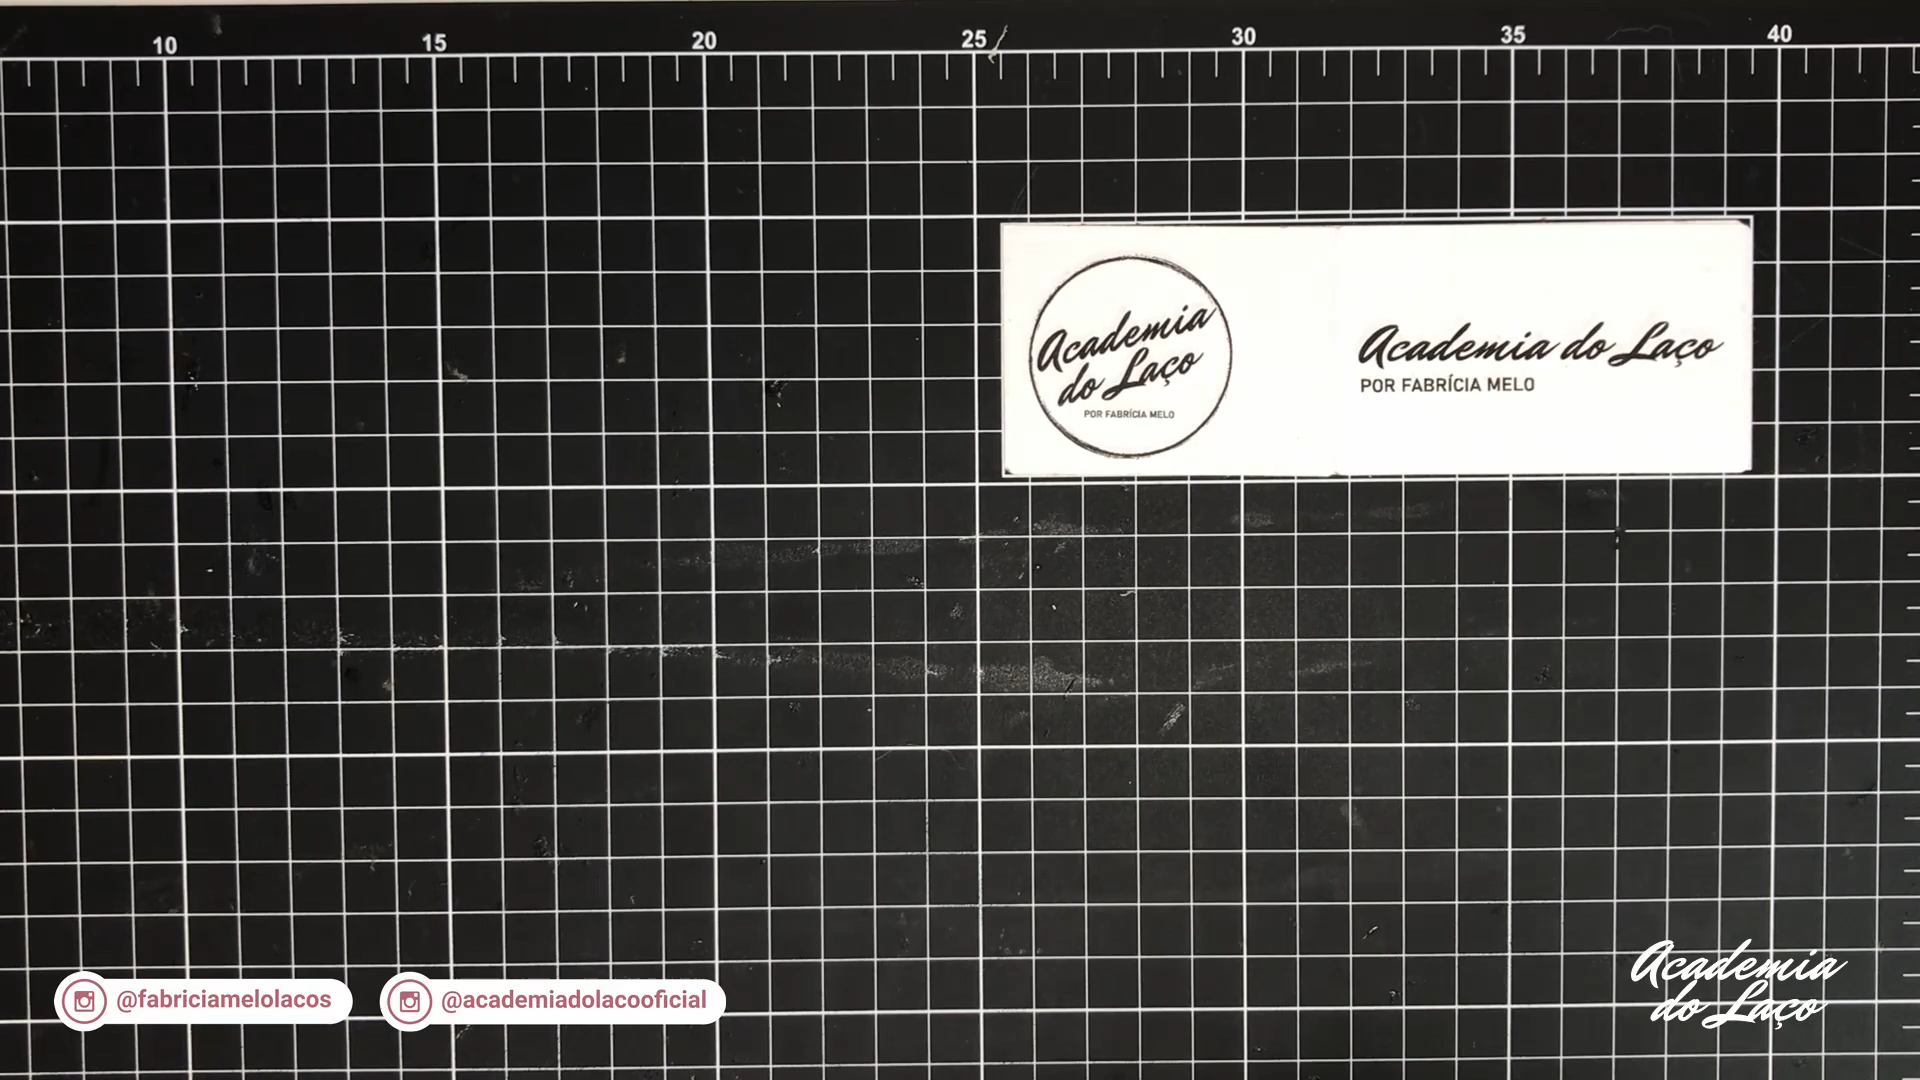 10 15 20 25 30 35 40
Academia
do Laço
POR FABRÍCIA MELO
Academia do Laço
POR FABRÍCIA MELO
@fabriciamelolacos
@academiadolacooficial
Academia
do Laço